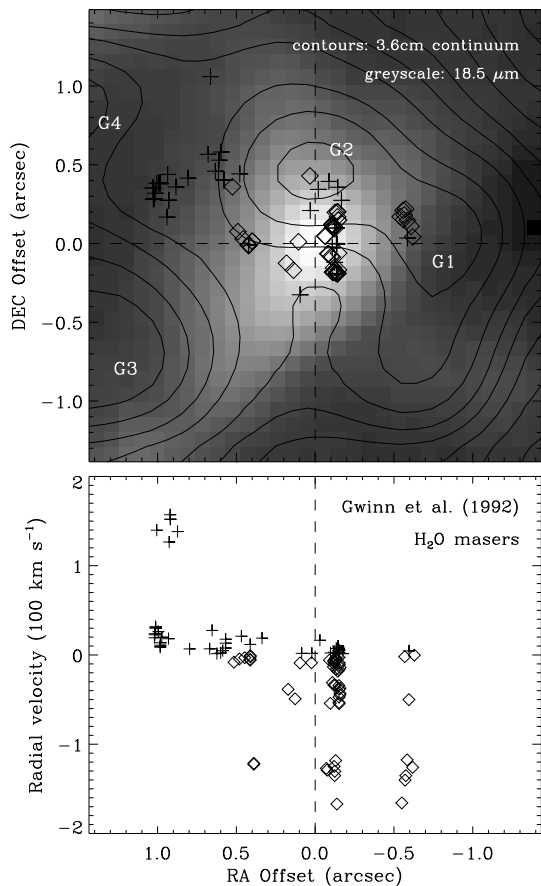 contours: 3.6cm continuum
greyscale: 18.5 μm
G4
G2
G1
G3
1.0
0.5
0.0
-0.5
-1.0
DEC Offset (arcsec)
Gwinn et al. (1992)
H₂O masers
2
1
0
-1
-2
Radial velocity (100 km s⁻¹)
1.0 0.5 0.0 -0.5 -1.0
RA Offset (arcsec)